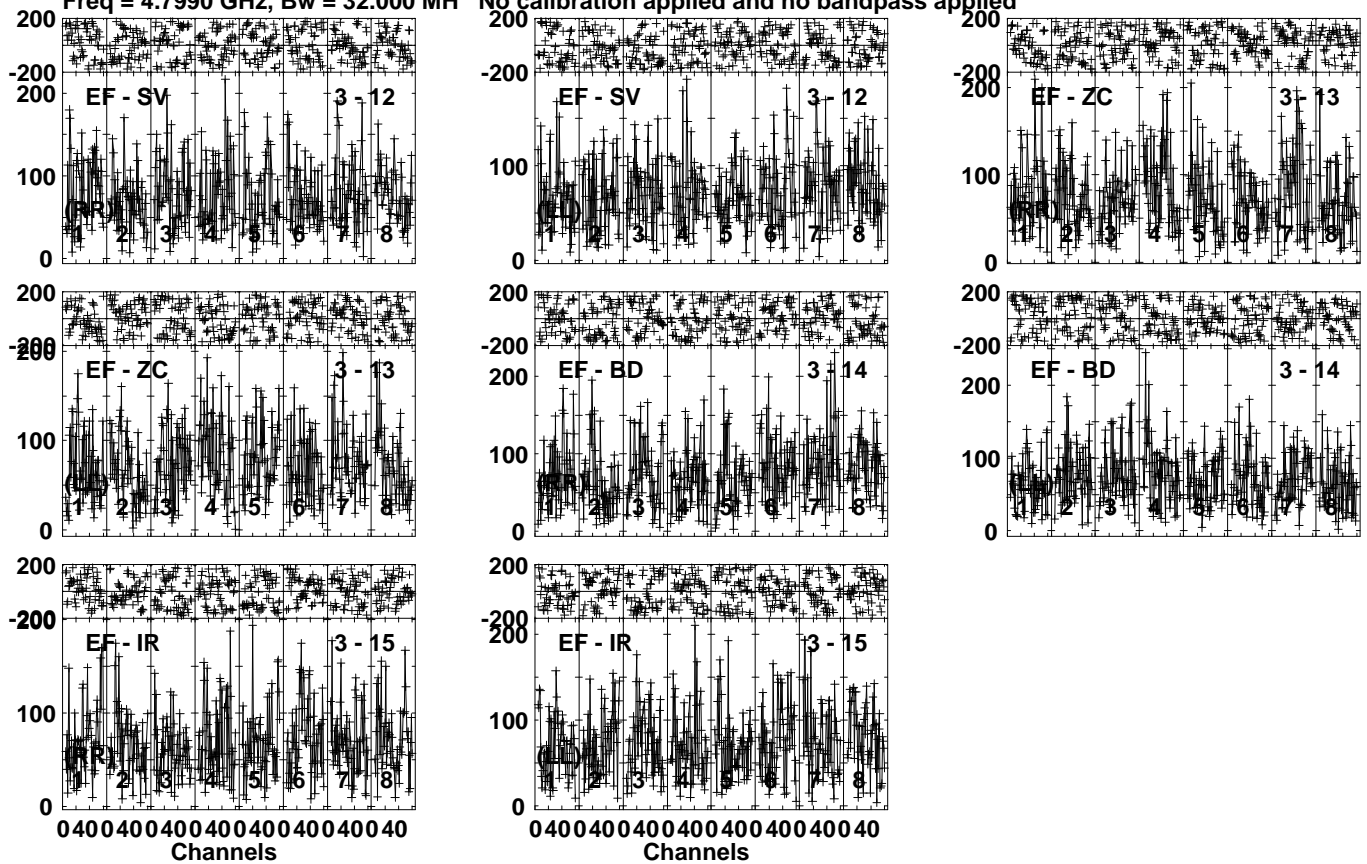 Freq = 4.7990 GHz, Bw = 32.000 MH No calibration applied and no bandpass applied
200 200 200
-200 -200 -200
200 200 200
EF - SV 3 - 12 EF - SV 3 - 12 EF - ZC 3 - 13
100 100 100
(RR) (LL) (RR)
1 2 3 4 5 6 7 8 1 2 3 4 5 6 7 8 1 2 3 4 5 6 7 8
0 0 0
200 200 200
-200 -200 -200
200 200 200
EF - ZC 3 - 13 EF - BD 3 - 14 EF - BD 3 - 14
100 100 100
(LL) (RR) (LL)
1 2 3 4 5 6 7 8 1 2 3 4 5 6 7 8 1 2 3 4 5 6 7 8
0 0 0
200 200
-200 -200
200 200
EF - IR 3 - 15 EF - IR 3 - 15
100 100
(RR) (LL)
1 2 3 4 5 6 7 8 1 2 3 4 5 6 7 8
0 0
0 40 0 40 0 40 0 40 0 40 0 40 0 40 0 40 0 40 0 40 0 40 0 40 0 40 0 40 0 40 0 40
Channels Channels